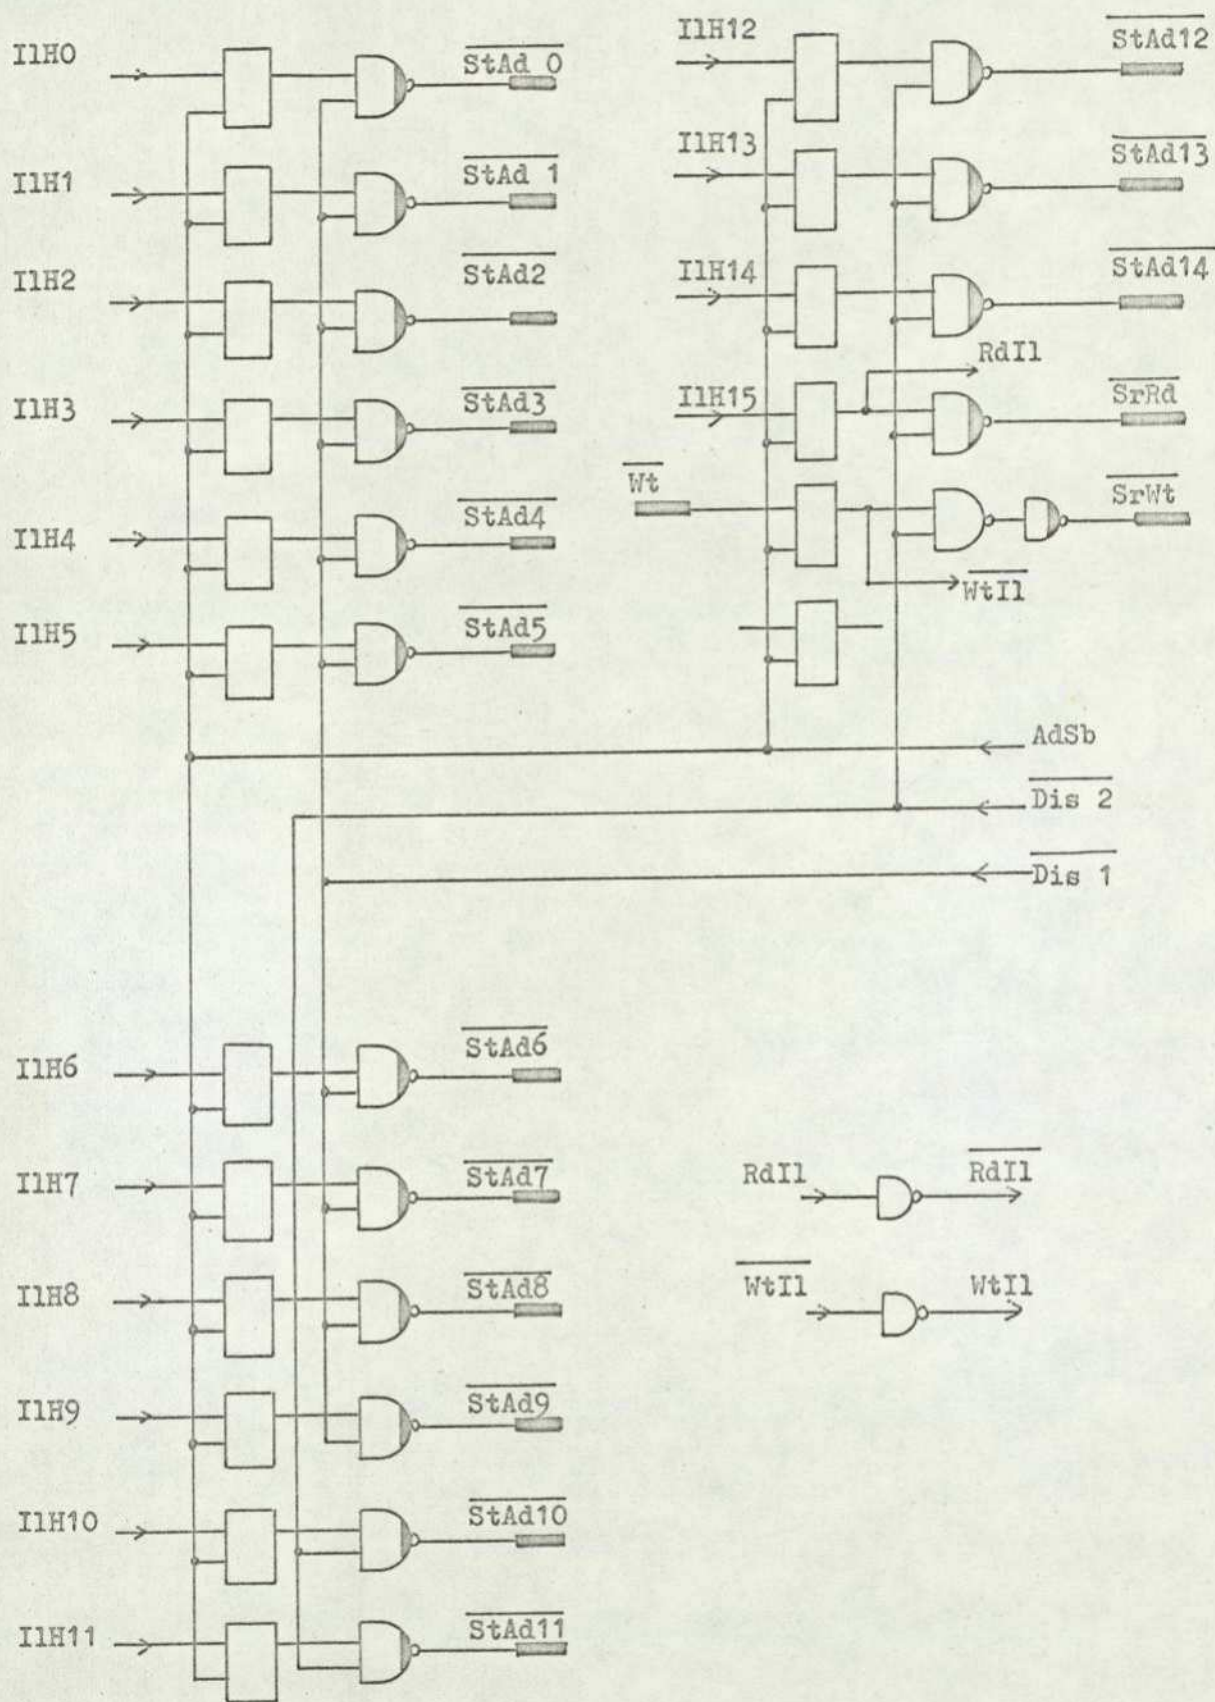 I1H0
StAd 0
I1H1
StAd 1
I1H2
StAd2
I1H3
StAd3
I1H4
StAd4
I1H5
StAd5
I1H12
StAd12
I1H13
StAd13
I1H14
StAd14
RdI1
I1H15
SrRd
Wt
SrWt
WtI1
AdSb
Dis 2
Dis 1
I1H6
StAd6
I1H7
StAd7
I1H8
StAd8
I1H9
StAd9
I1H10
StAd10
I1H11
StAd11
RdI1
RdI1
WtI1
WtI1